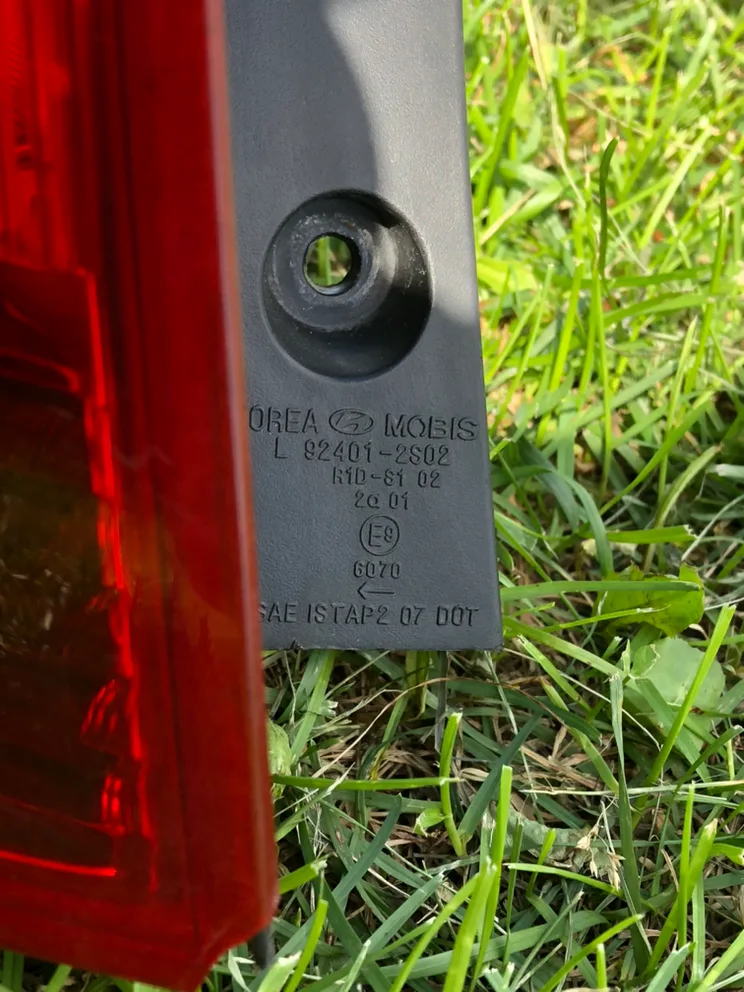 OREA MOBIS
L 92401-2S02
R1D-S1 02
2a 01
E9
6070
←
SAE ISTAP2 07 DOT